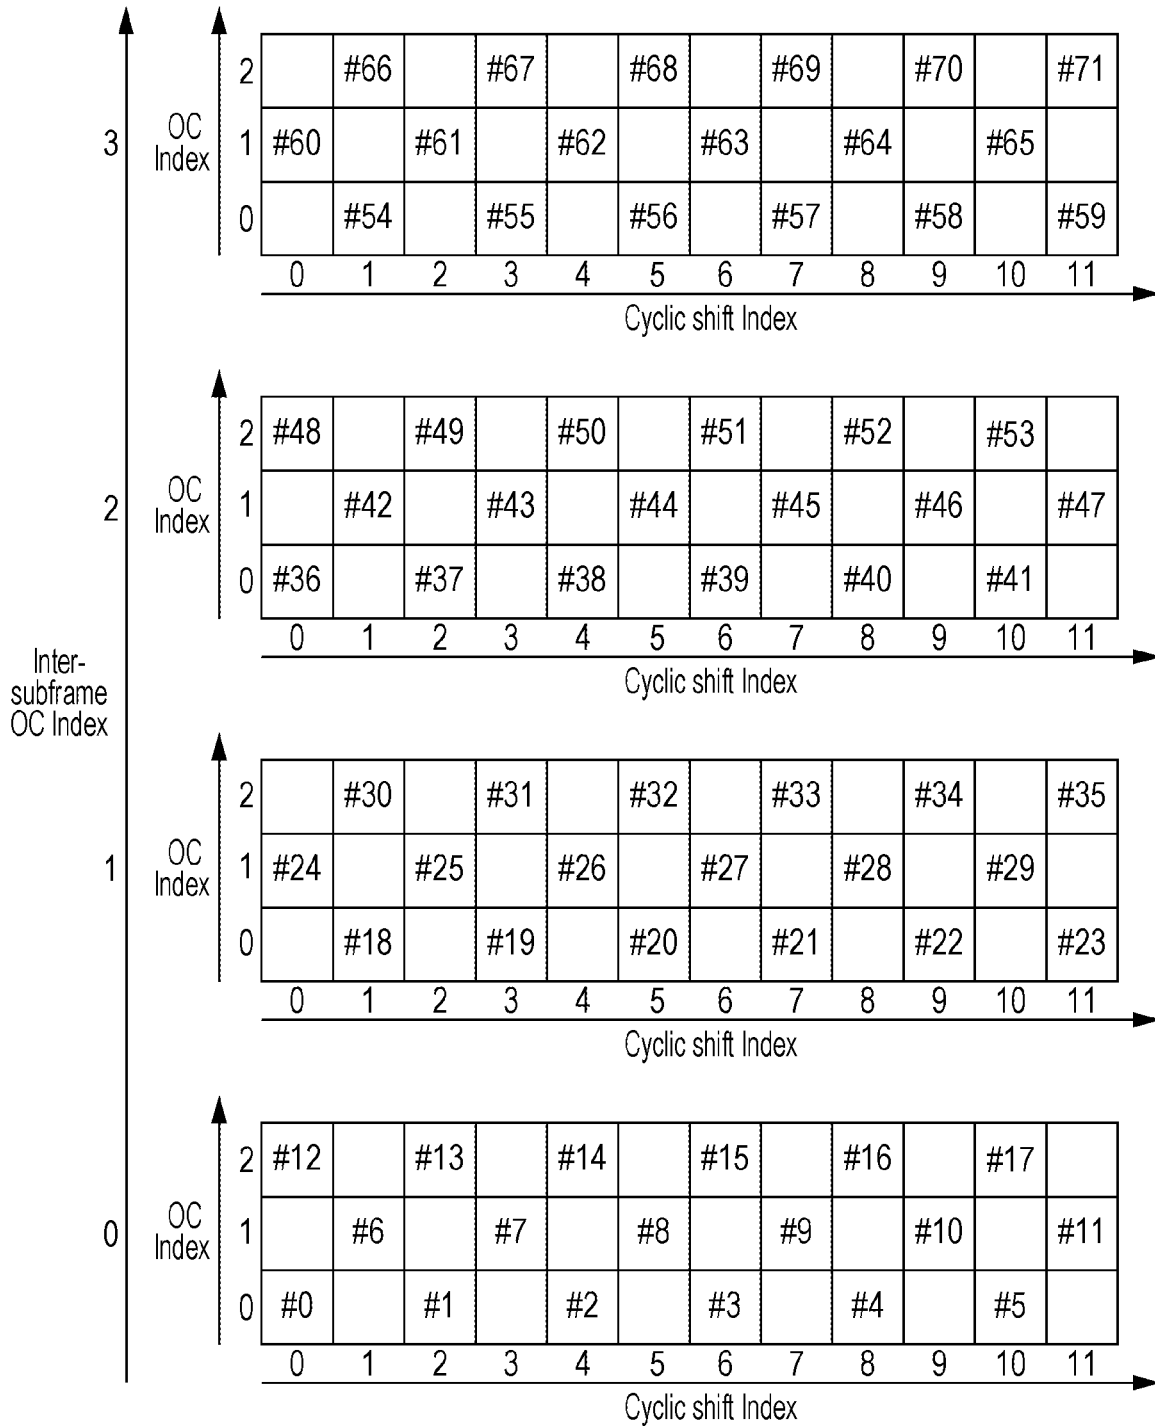 2 #66 #67 #68 #69 #70 #71
3 OC Index 1 #60 #61 #62 #63 #64 #65
0 #54 #55 #56 #57 #58 #59
0 1 2 3 4 5 6 7 8 9 10 11
Cyclic shift Index
2 #48 #49 #50 #51 #52 #53
2 OC Index 1 #42 #43 #44 #45 #46 #47
0 #36 #37 #38 #39 #40 #41
0 1 2 3 4 5 6 7 8 9 10 11
Cyclic shift Index
Inter-
subframe
OC Index
2 #30 #31 #32 #33 #34 #35
1 OC Index 1 #24 #25 #26 #27 #28 #29
0 #18 #19 #20 #21 #22 #23
0 1 2 3 4 5 6 7 8 9 10 11
Cyclic shift Index
2 #12 #13 #14 #15 #16 #17
0 OC Index 1 #6 #7 #8 #9 #10 #11
0 #0 #1 #2 #3 #4 #5
0 1 2 3 4 5 6 7 8 9 10 11
Cyclic shift Index